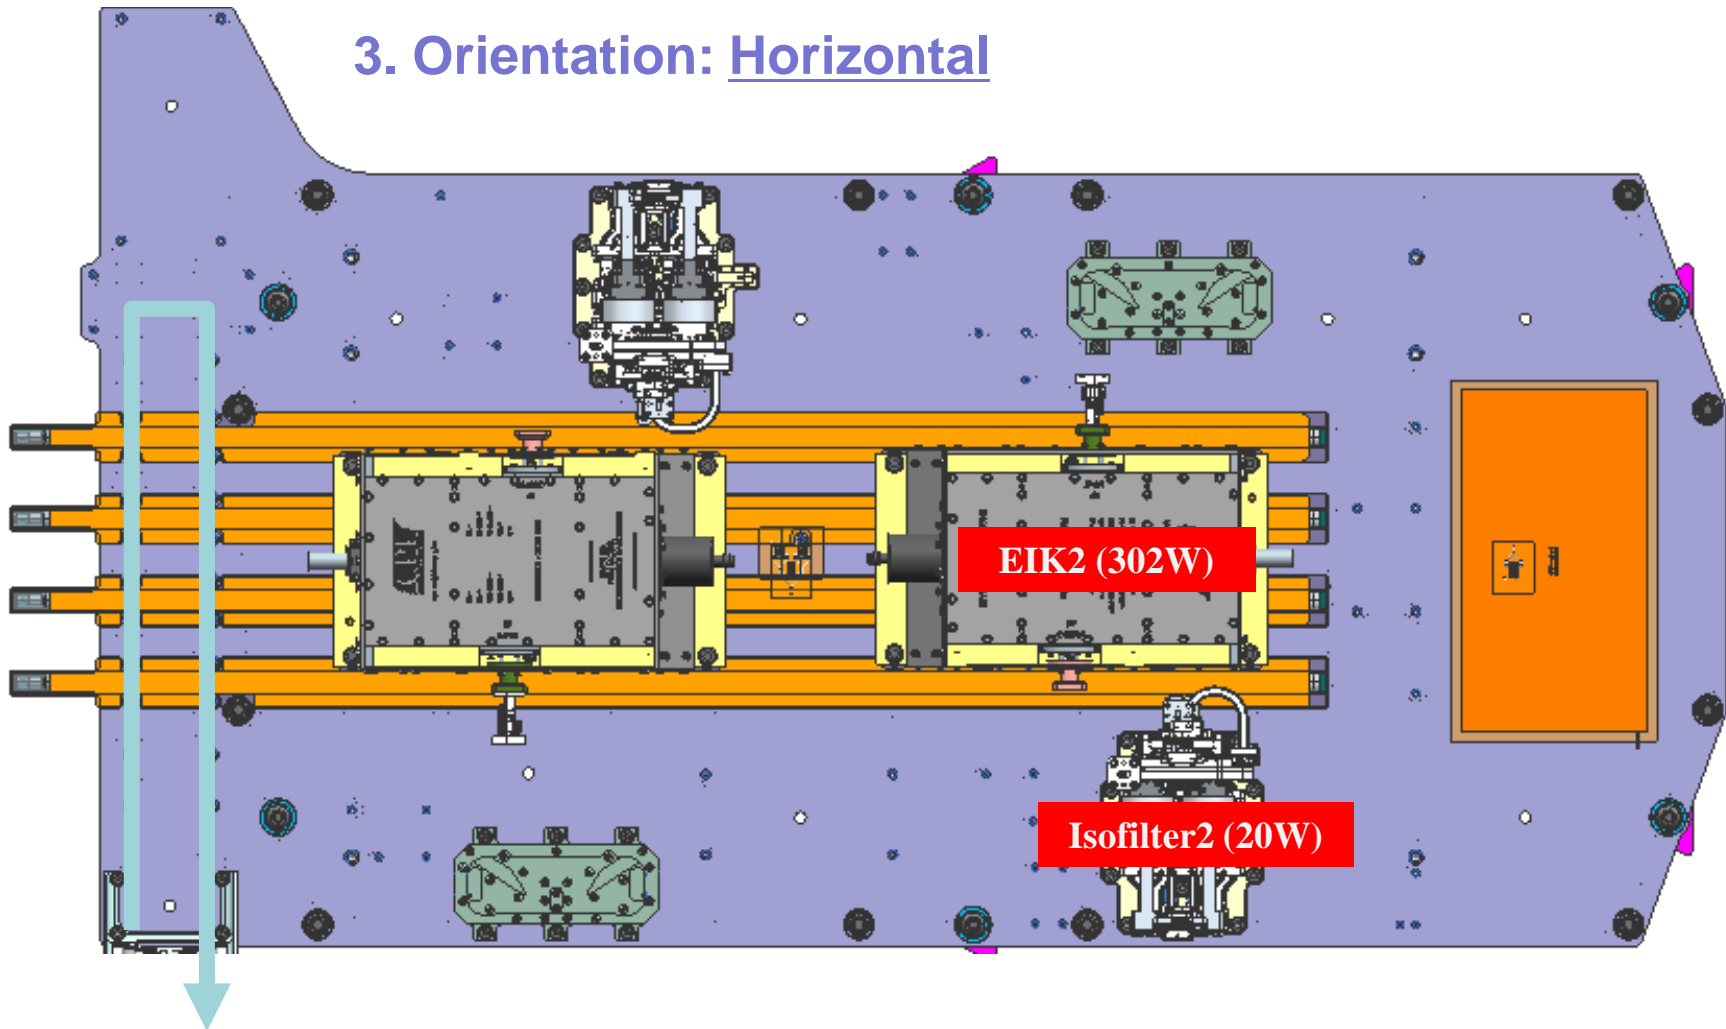 3. Orientation: Horizontal
EIK2 (302W)
Isofilter2 (20W)